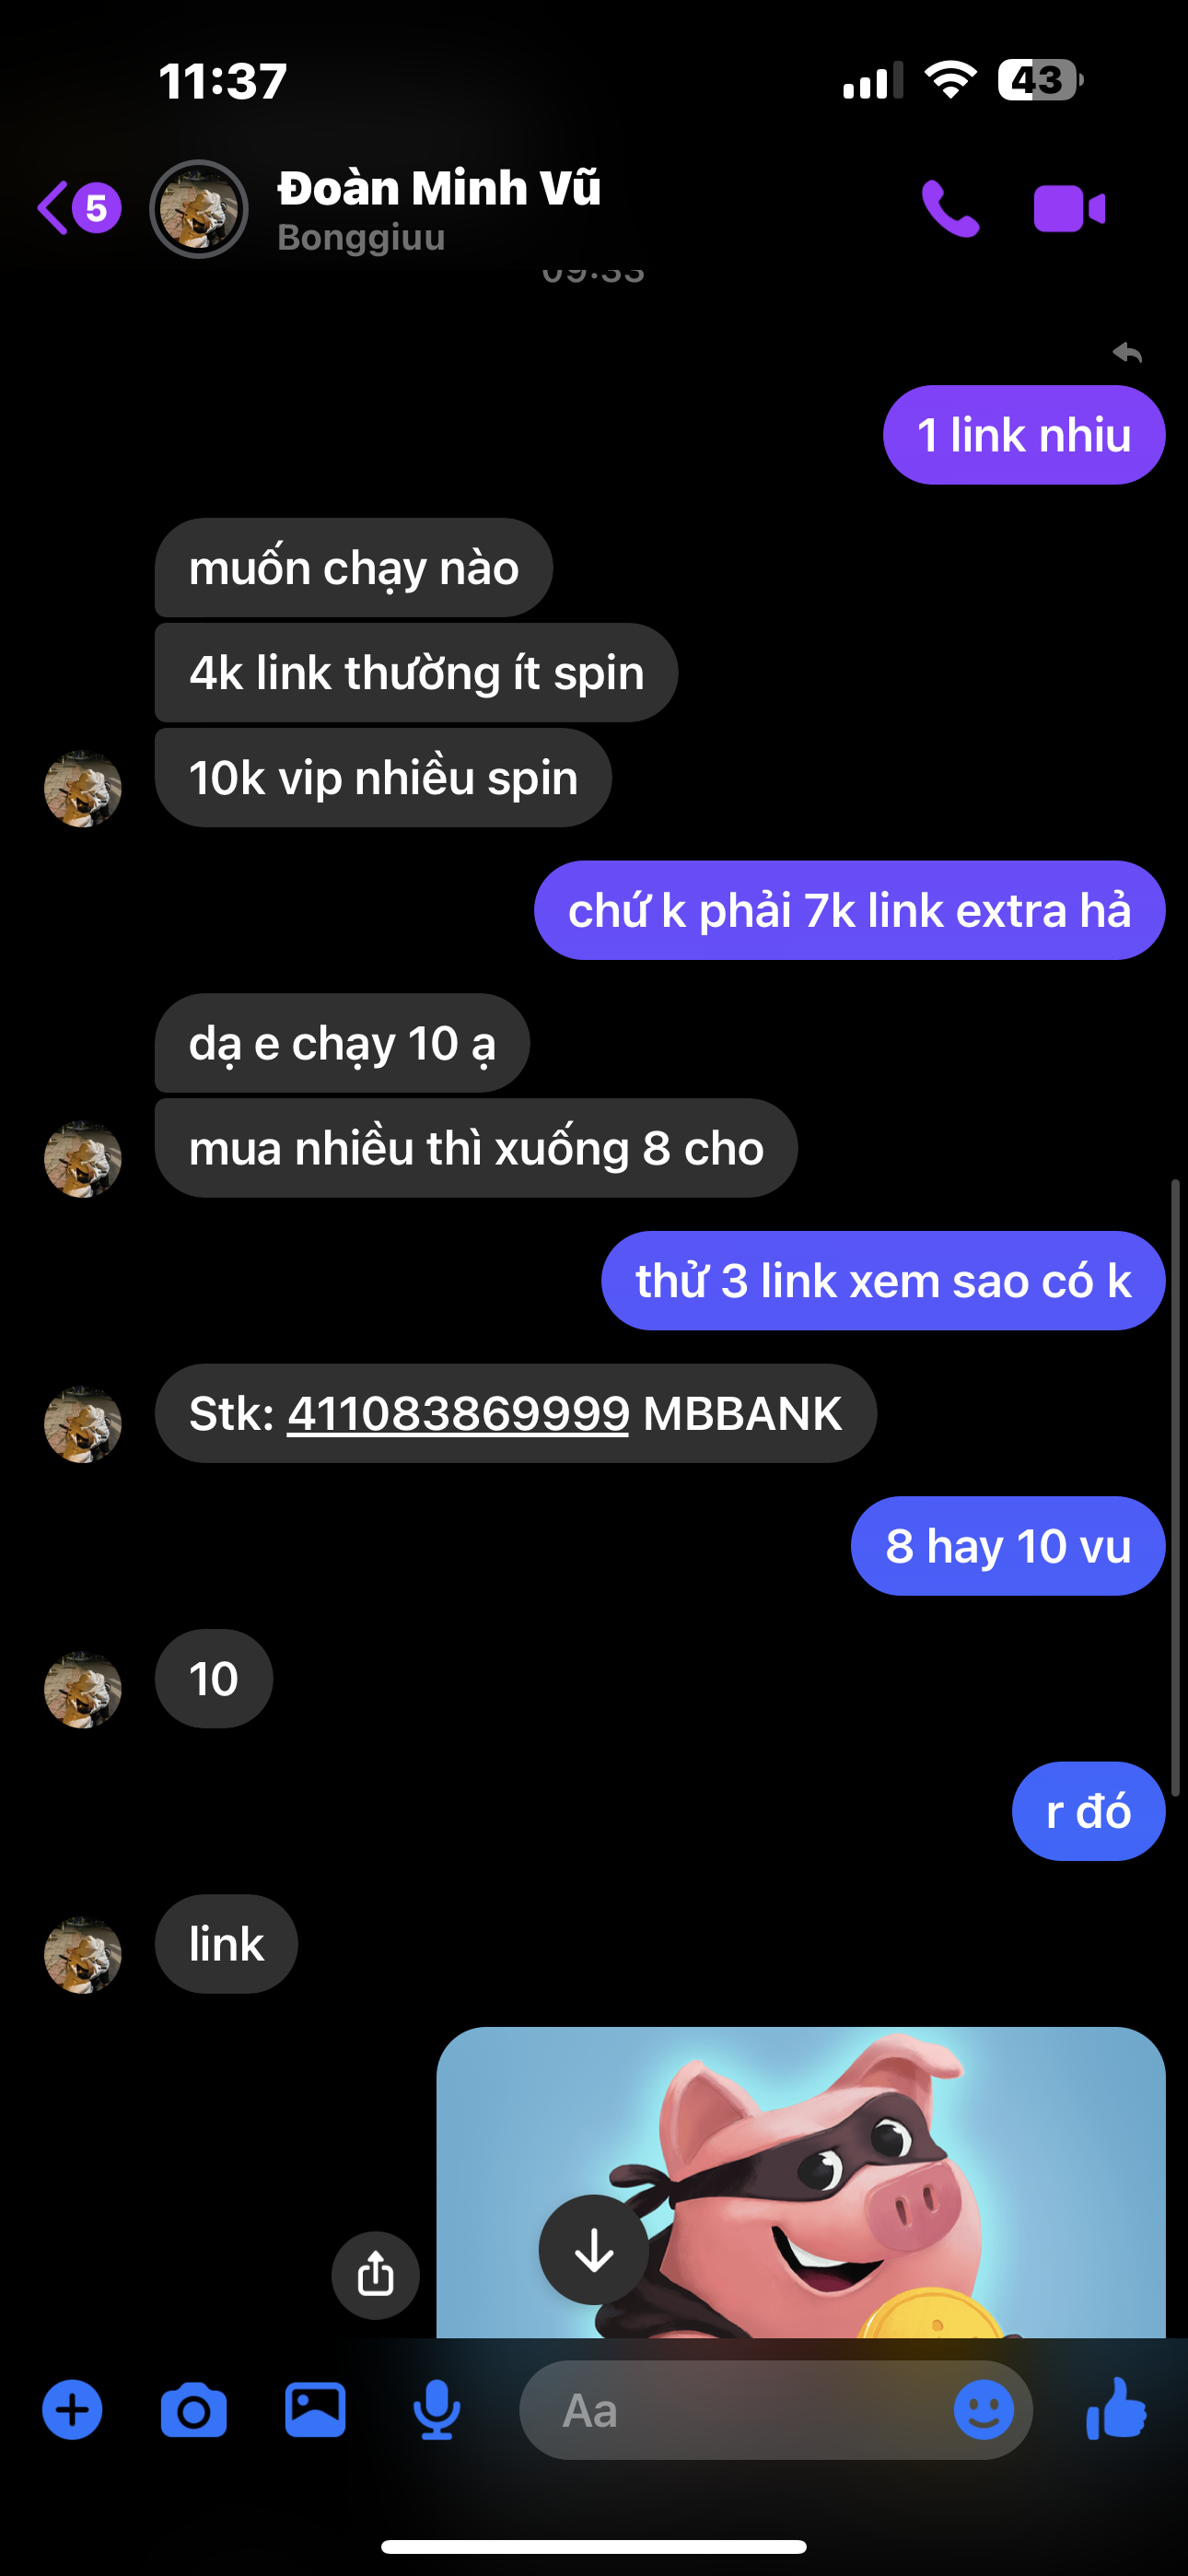 11:37
43
5
Đoàn Minh Vũ
Bonggiuu
09:33
1 link nhiu
muốn chạy nào
4k link thường ít spin
10k vip nhiều spin
chứ k phải 7k link extra hả
dạ e chạy 10 ạ
mua nhiều thì xuống 8 cho
thử 3 link xem sao có k
Stk: 411083869999 MBBANK
8 hay 10 vu
10
r đó
link
Aa